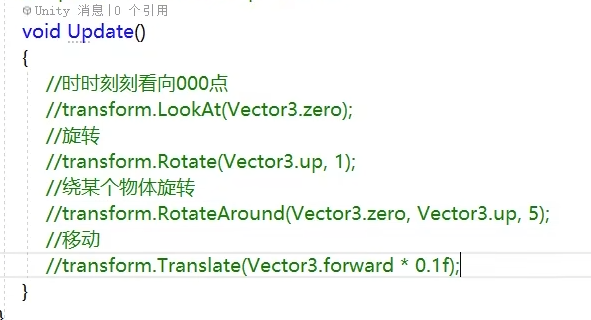 Unity 消息|0 个引用
void Update()
{
//时时刻刻看向000点
//transform.LookAt(Vector3.zero);
//旋转
//transform.Rotate(Vector3.up, 1);
//绕某个物体旋转
//transform.RotateAround(Vector3.zero, Vector3.up, 5);
//移动
//transform.Translate(Vector3.forward * 0.1f);
}
}